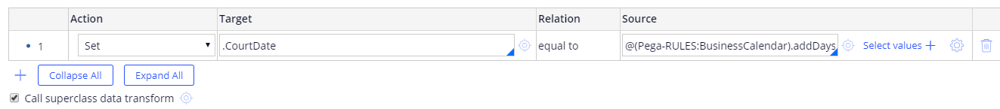 Action Target Relation Source
1 Set .CourtDate equal to @(Pega-RULES:BusinessCalendar).addDays Select values
Collapse All Expand All
Call superclass data transform